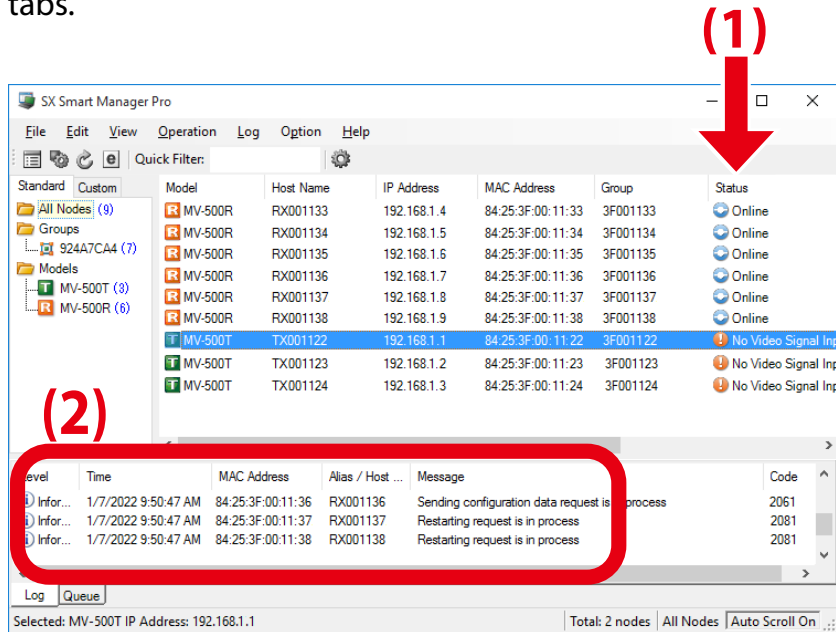 tabs.
(1)
SX Smart Manager Pro
File Edit View Operation Log Option Help
Quick Filter:
Standard Custom
Model Host Name IP Address MAC Address Group Status
All Nodes (9)
Groups
924A7CA4 (7)
Models
MV-500T (3)
MV-500R (6)
R MV-500R RX001133 192.168.1.4 84:25:3F:00:11:33 3F001133 Online
R MV-500R RX001134 192.168.1.5 84:25:3F:00:11:34 3F001134 Online
R MV-500R RX001135 192.168.1.6 84:25:3F:00:11:35 3F001135 Online
R MV-500R RX001136 192.168.1.7 84:25:3F:00:11:36 3F001136 Online
R MV-500R RX001137 192.168.1.8 84:25:3F:00:11:37 3F001137 Online
R MV-500R RX001138 192.168.1.9 84:25:3F:00:11:38 3F001138 Online
T MV-500T TX001122 192.168.1.1 84:25:3F:00:11:22 3F001122 No Video Signal Inp
T MV-500T TX001123 192.168.1.2 84:25:3F:00:11:23 3F001123 No Video Signal Inp
T MV-500T TX001124 192.168.1.3 84:25:3F:00:11:24 3F001124 No Video Signal Inp
(2)
Time MAC Address Alias / Host ... Message Code
Infor... 1/7/2022 9:50:47 AM 84:25:3F:00:11:36 RX001136 Sending configuration data request is process 2061
Infor... 1/7/2022 9:50:47 AM 84:25:3F:00:11:37 RX001137 Restarting request is in process 2081
Infor... 1/7/2022 9:50:47 AM 84:25:3F:00:11:38 RX001138 Restarting request is in process 2081
Log Queue
Selected: MV-500T IP Address: 192.168.1.1 Total: 2 nodes All Nodes Auto Scroll On